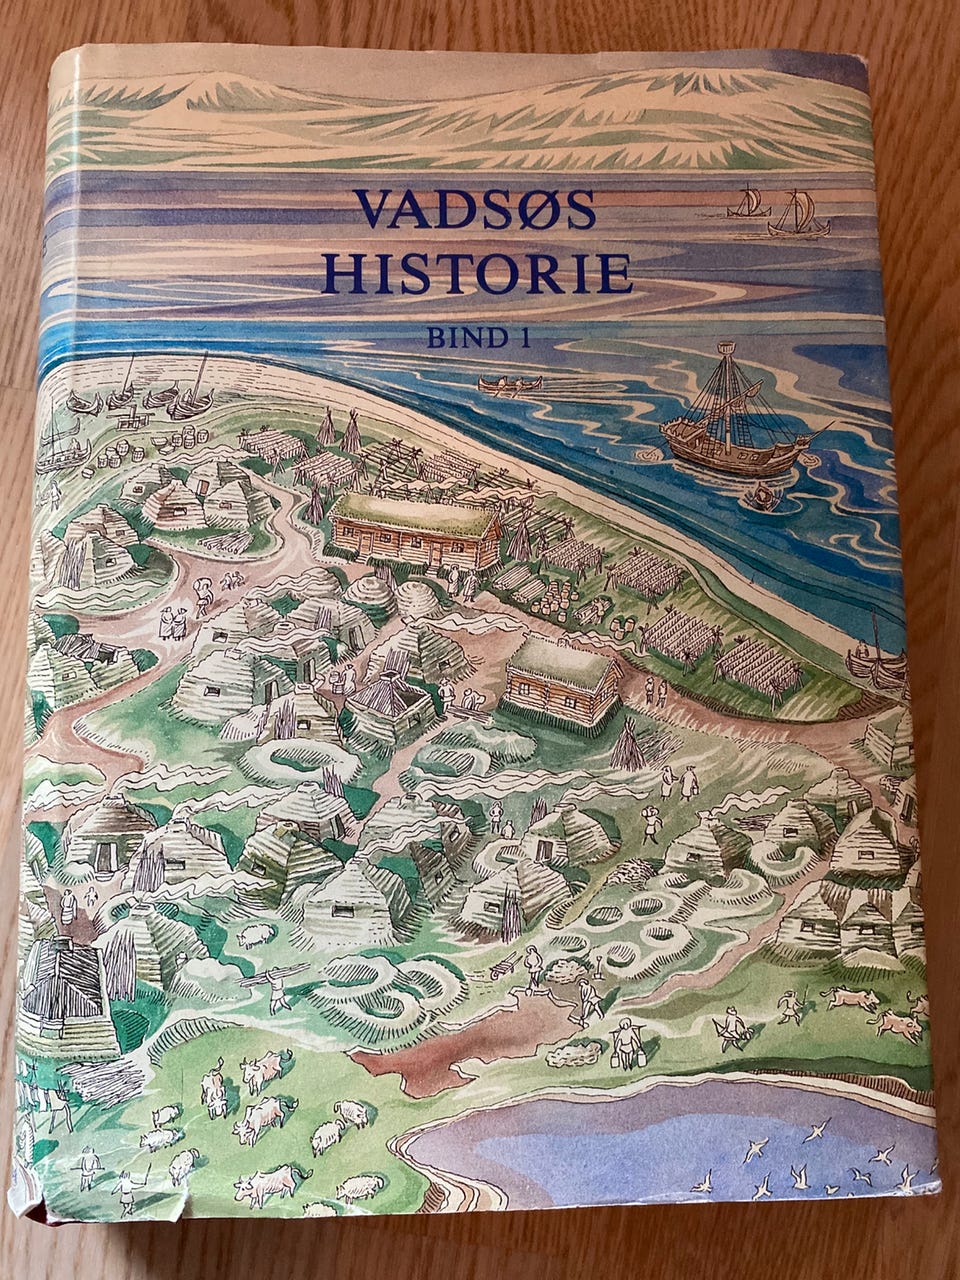 VADSØS
HISTORIE
BIND 1